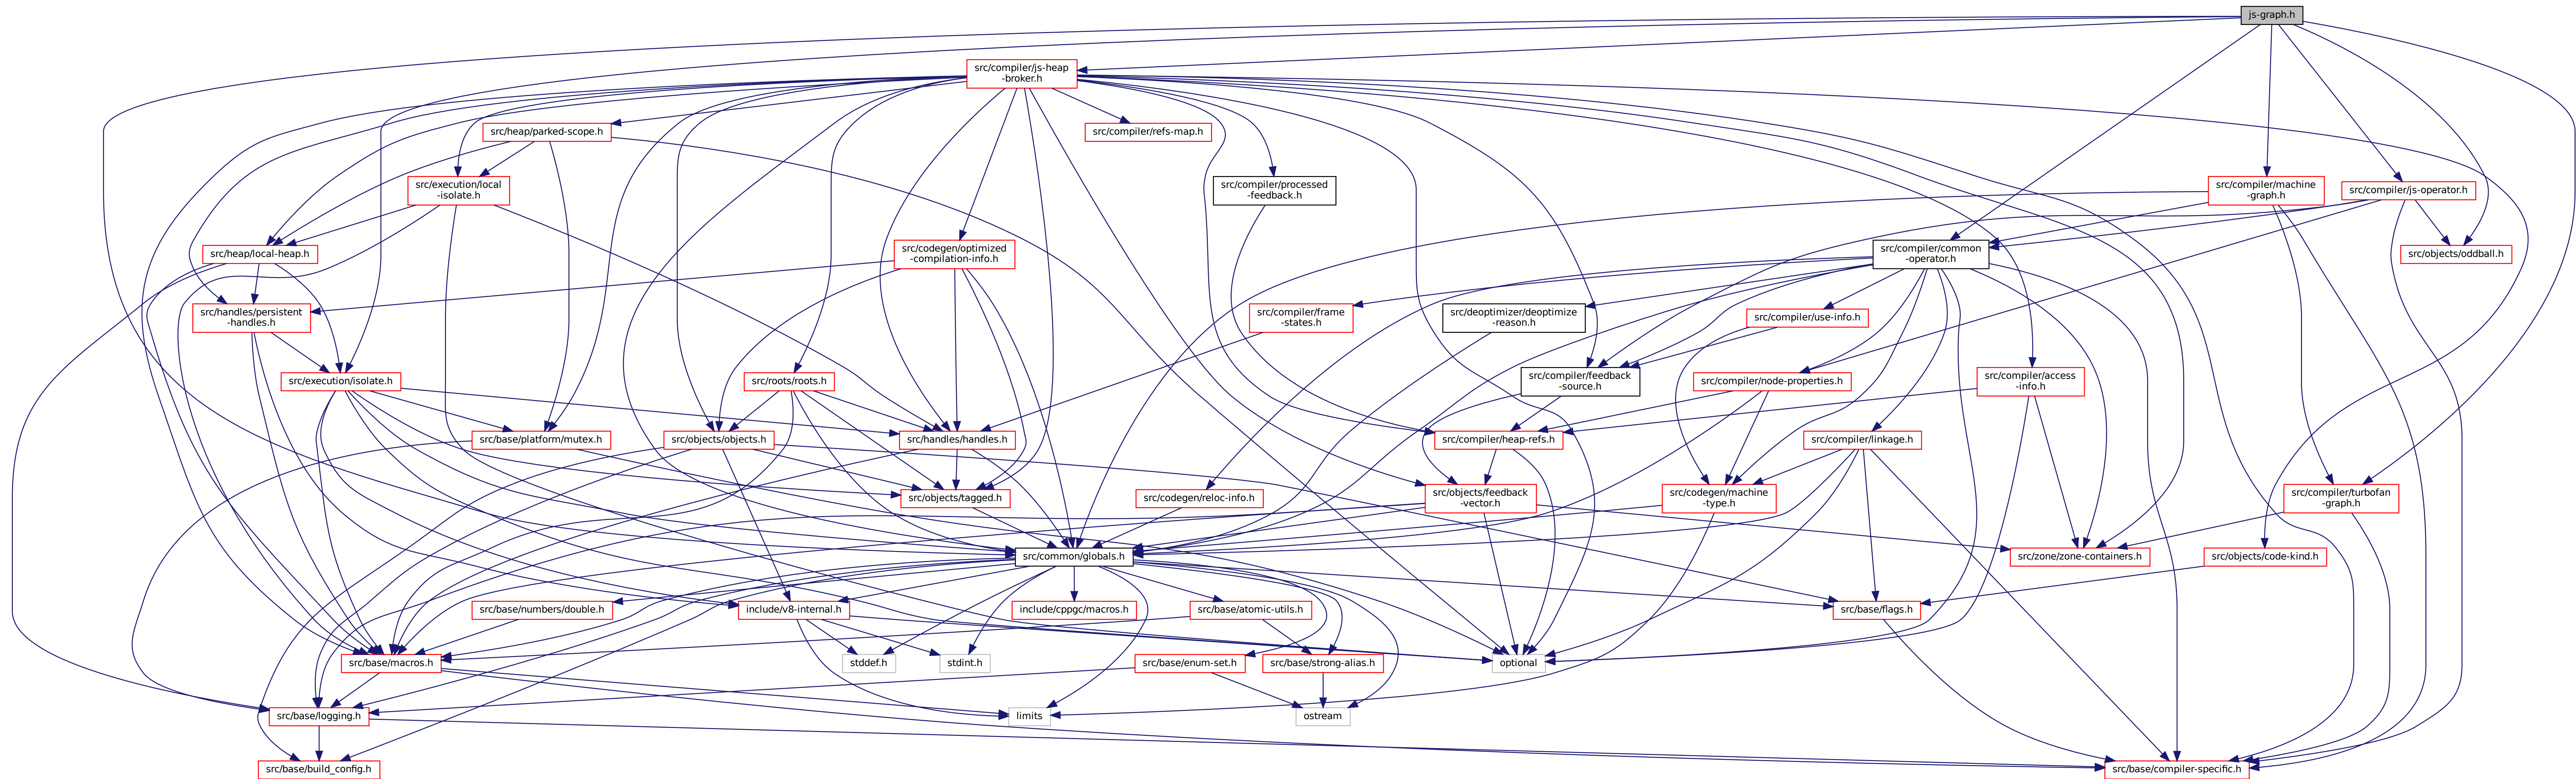 js-graph.h
src/compiler/js-heap
-broker.h
src/heap/parked-scope.h
src/compiler/refs-map.h
src/execution/local
-isolate.h
src/compiler/processed
-feedback.h
src/compiler/machine
-graph.h
src/compiler/js-operator.h
src/heap/local-heap.h
src/codegen/optimized
-compilation-info.h
src/compiler/common
-operator.h
src/objects/oddball.h
src/handles/persistent
-handles.h
src/compiler/frame
-states.h
src/deoptimizer/deoptimize
-reason.h
src/compiler/use-info.h
src/execution/isolate.h
src/roots/roots.h
src/compiler/feedback
-source.h
src/compiler/node-properties.h
src/compiler/access
-info.h
src/base/platform/mutex.h
src/objects/objects.h
src/handles/handles.h
src/compiler/heap-refs.h
src/compiler/linkage.h
src/objects/tagged.h
src/codegen/reloc-info.h
src/objects/feedback
-vector.h
src/codegen/machine
-type.h
src/compiler/turbofan
-graph.h
src/common/globals.h
src/zone/zone-containers.h
src/objects/code-kind.h
src/base/numbers/double.h
include/v8-internal.h
include/cppgc/macros.h
src/base/atomic-utils.h
src/base/flags.h
src/base/macros.h
stddef.h
stdint.h
src/base/enum-set.h
src/base/strong-alias.h
optional
src/base/logging.h
limits
ostream
src/base/build_config.h
src/base/compiler-specific.h